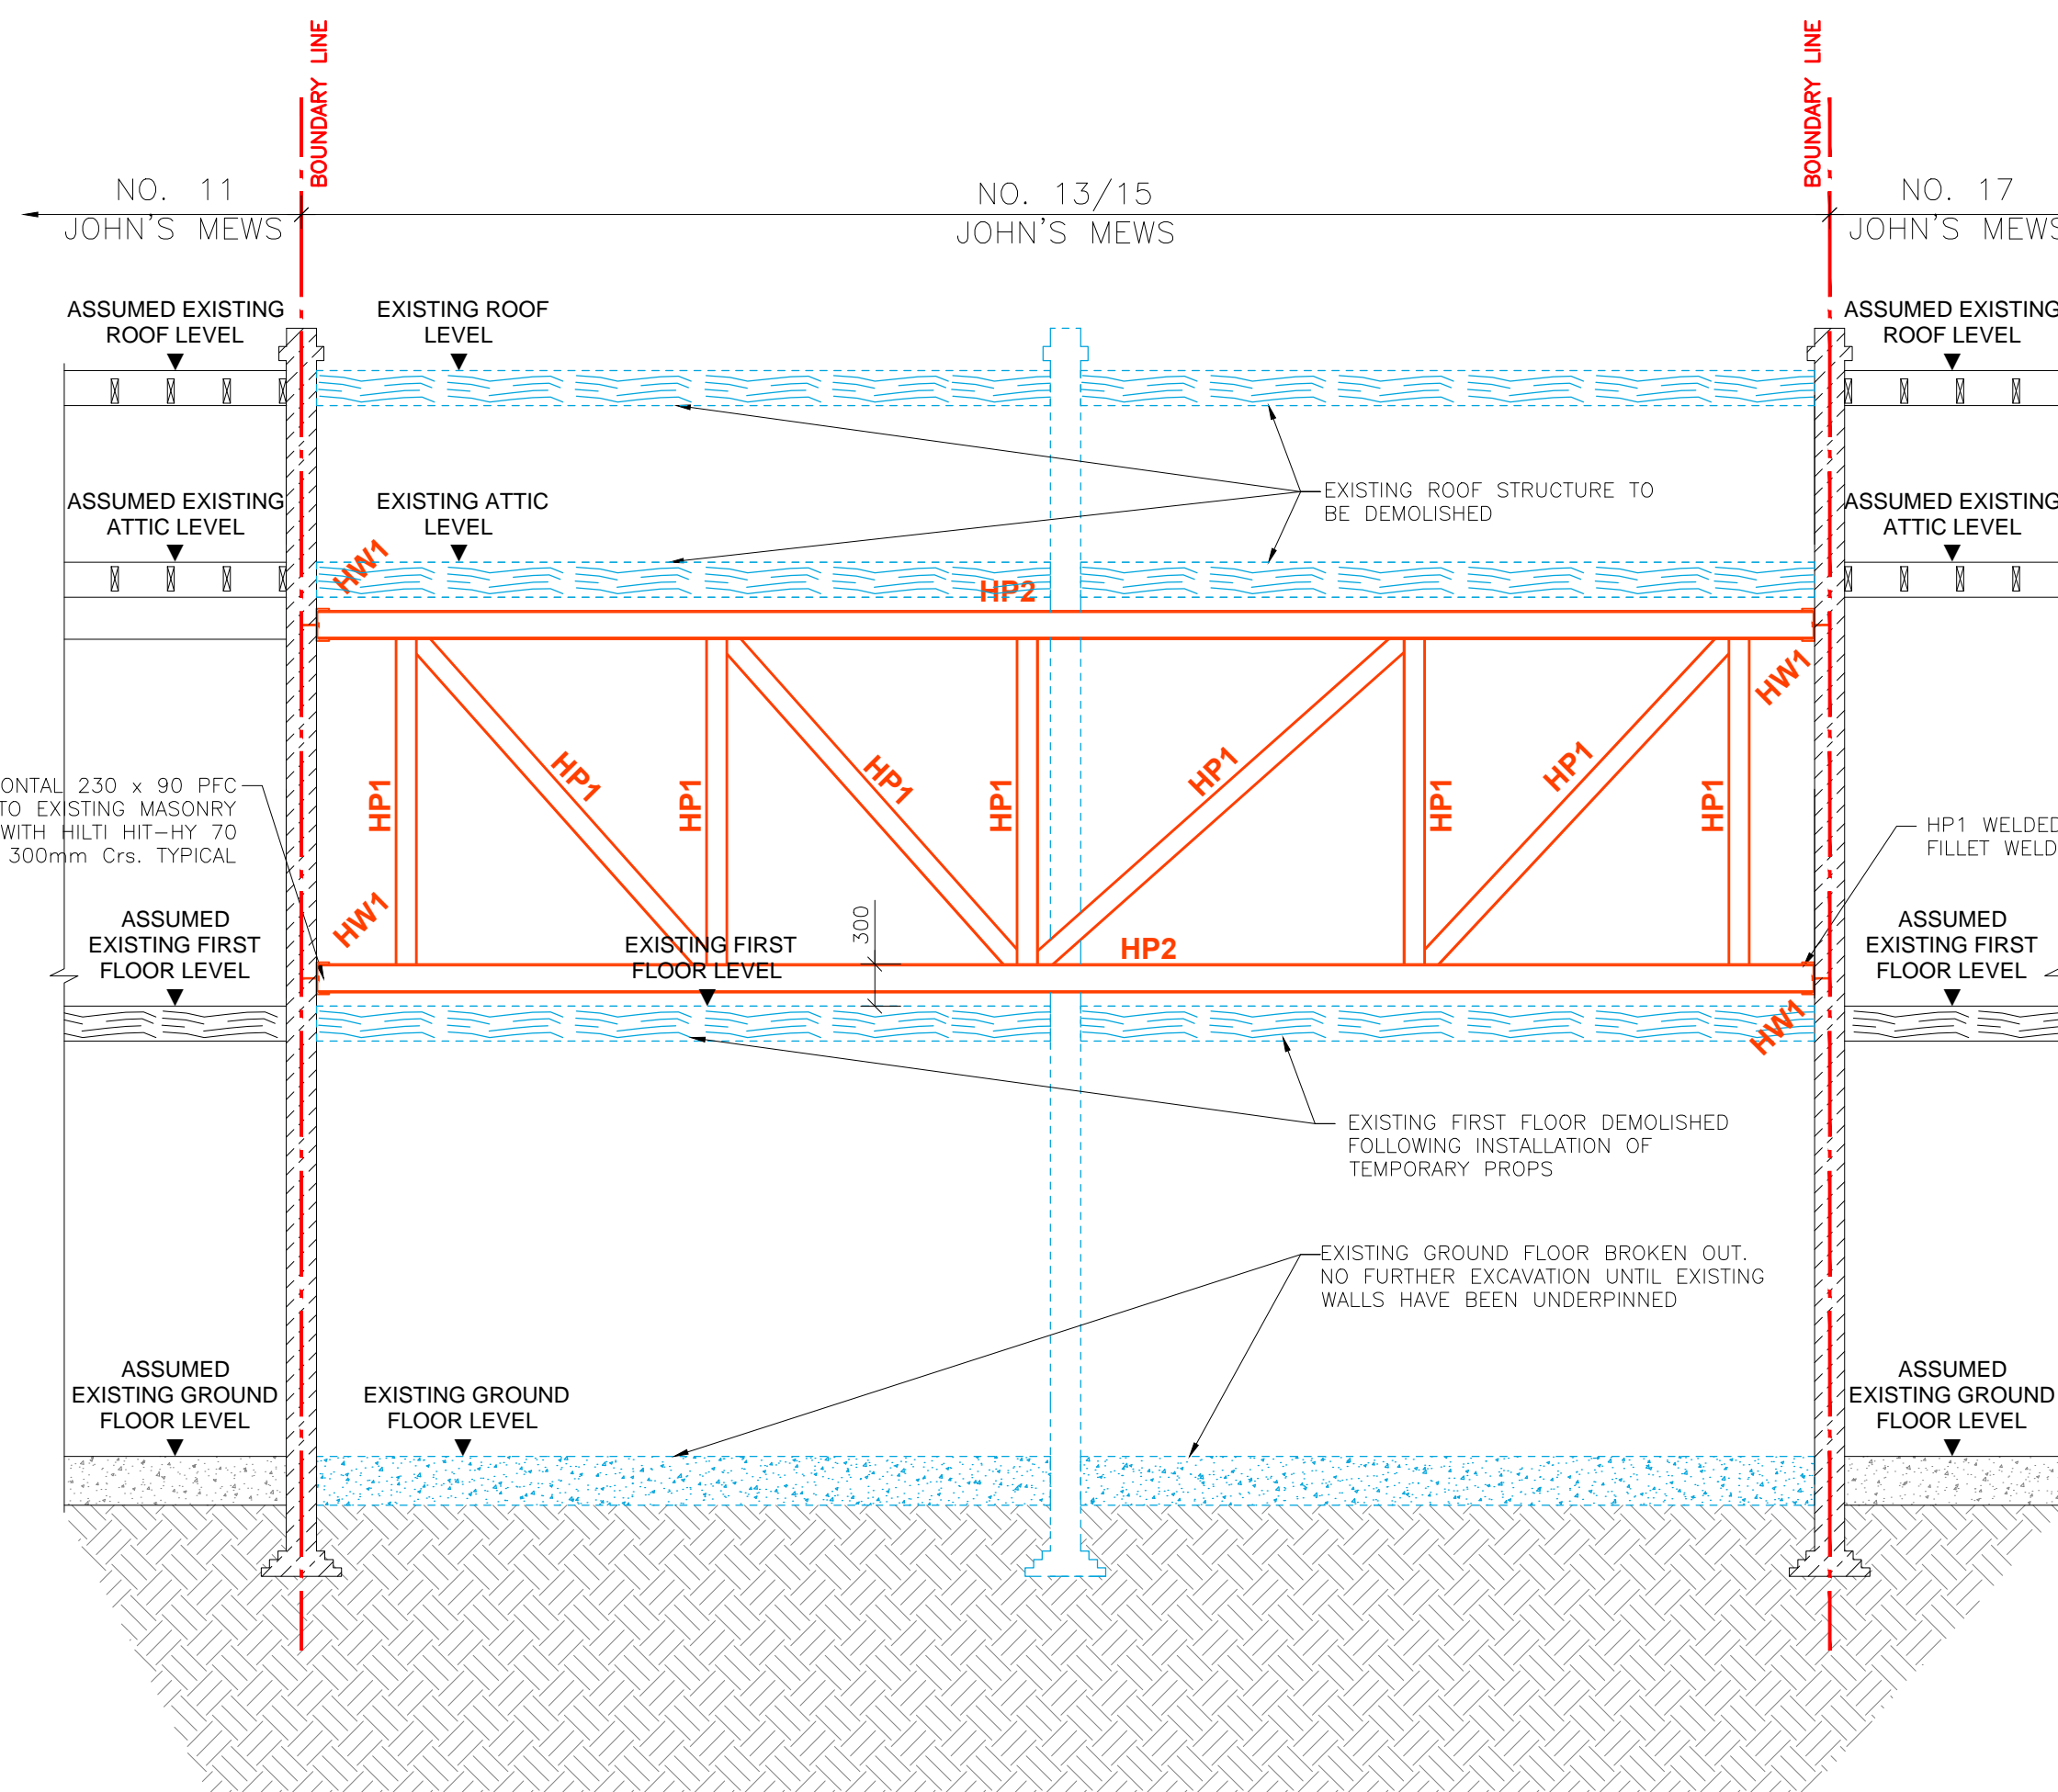 BOUNDARY LINE
BOUNDARY LINE
NO. 11
JOHN'S MEWS
NO. 13/15
JOHN'S MEWS
NO. 17
JOHN'S MEWS
ASSUMED EXISTING
ROOF LEVEL
EXISTING ROOF
LEVEL
ASSUMED EXISTING
ROOF LEVEL
EXISTING ROOF STRUCTURE TO
BE DEMOLISHED
ASSUMED EXISTING
ATTIC LEVEL
EXISTING ATTIC
LEVEL
ASSUMED EXISTING
ATTIC LEVEL
HW1
HP2
HW1
HP1
HP1
HP1
HP1
HP1
HP1
HP1
HP1
HP1
ONTAL 230 x 90 PFC
TO EXISTING MASONRY
WITH HILTI HIT-HY 70
300mm Crs. TYPICAL
HP1 WELDED
FILLET WELD
HW1
300
HP2
HW1
ASSUMED
EXISTING FIRST
FLOOR LEVEL
EXISTING FIRST
FLOOR LEVEL
ASSUMED
EXISTING FIRST
FLOOR LEVEL
EXISTING FIRST FLOOR DEMOLISHED
FOLLOWING INSTALLATION OF
TEMPORARY PROPS
EXISTING GROUND FLOOR BROKEN OUT.
NO FURTHER EXCAVATION UNTIL EXISTING
WALLS HAVE BEEN UNDERPINNED
ASSUMED
EXISTING GROUND
FLOOR LEVEL
EXISTING GROUND
FLOOR LEVEL
ASSUMED
EXISTING GROUND
FLOOR LEVEL